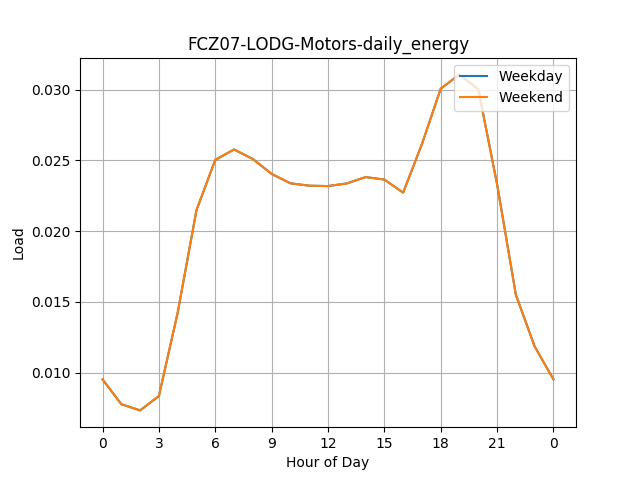 FCZ07-LODG-Motors-daily_energy
Weekday
Weekend
0.030
0.025
0.020
0.015
0.010
Load
0 3 6 9 12 15 18 21 0
Hour of Day